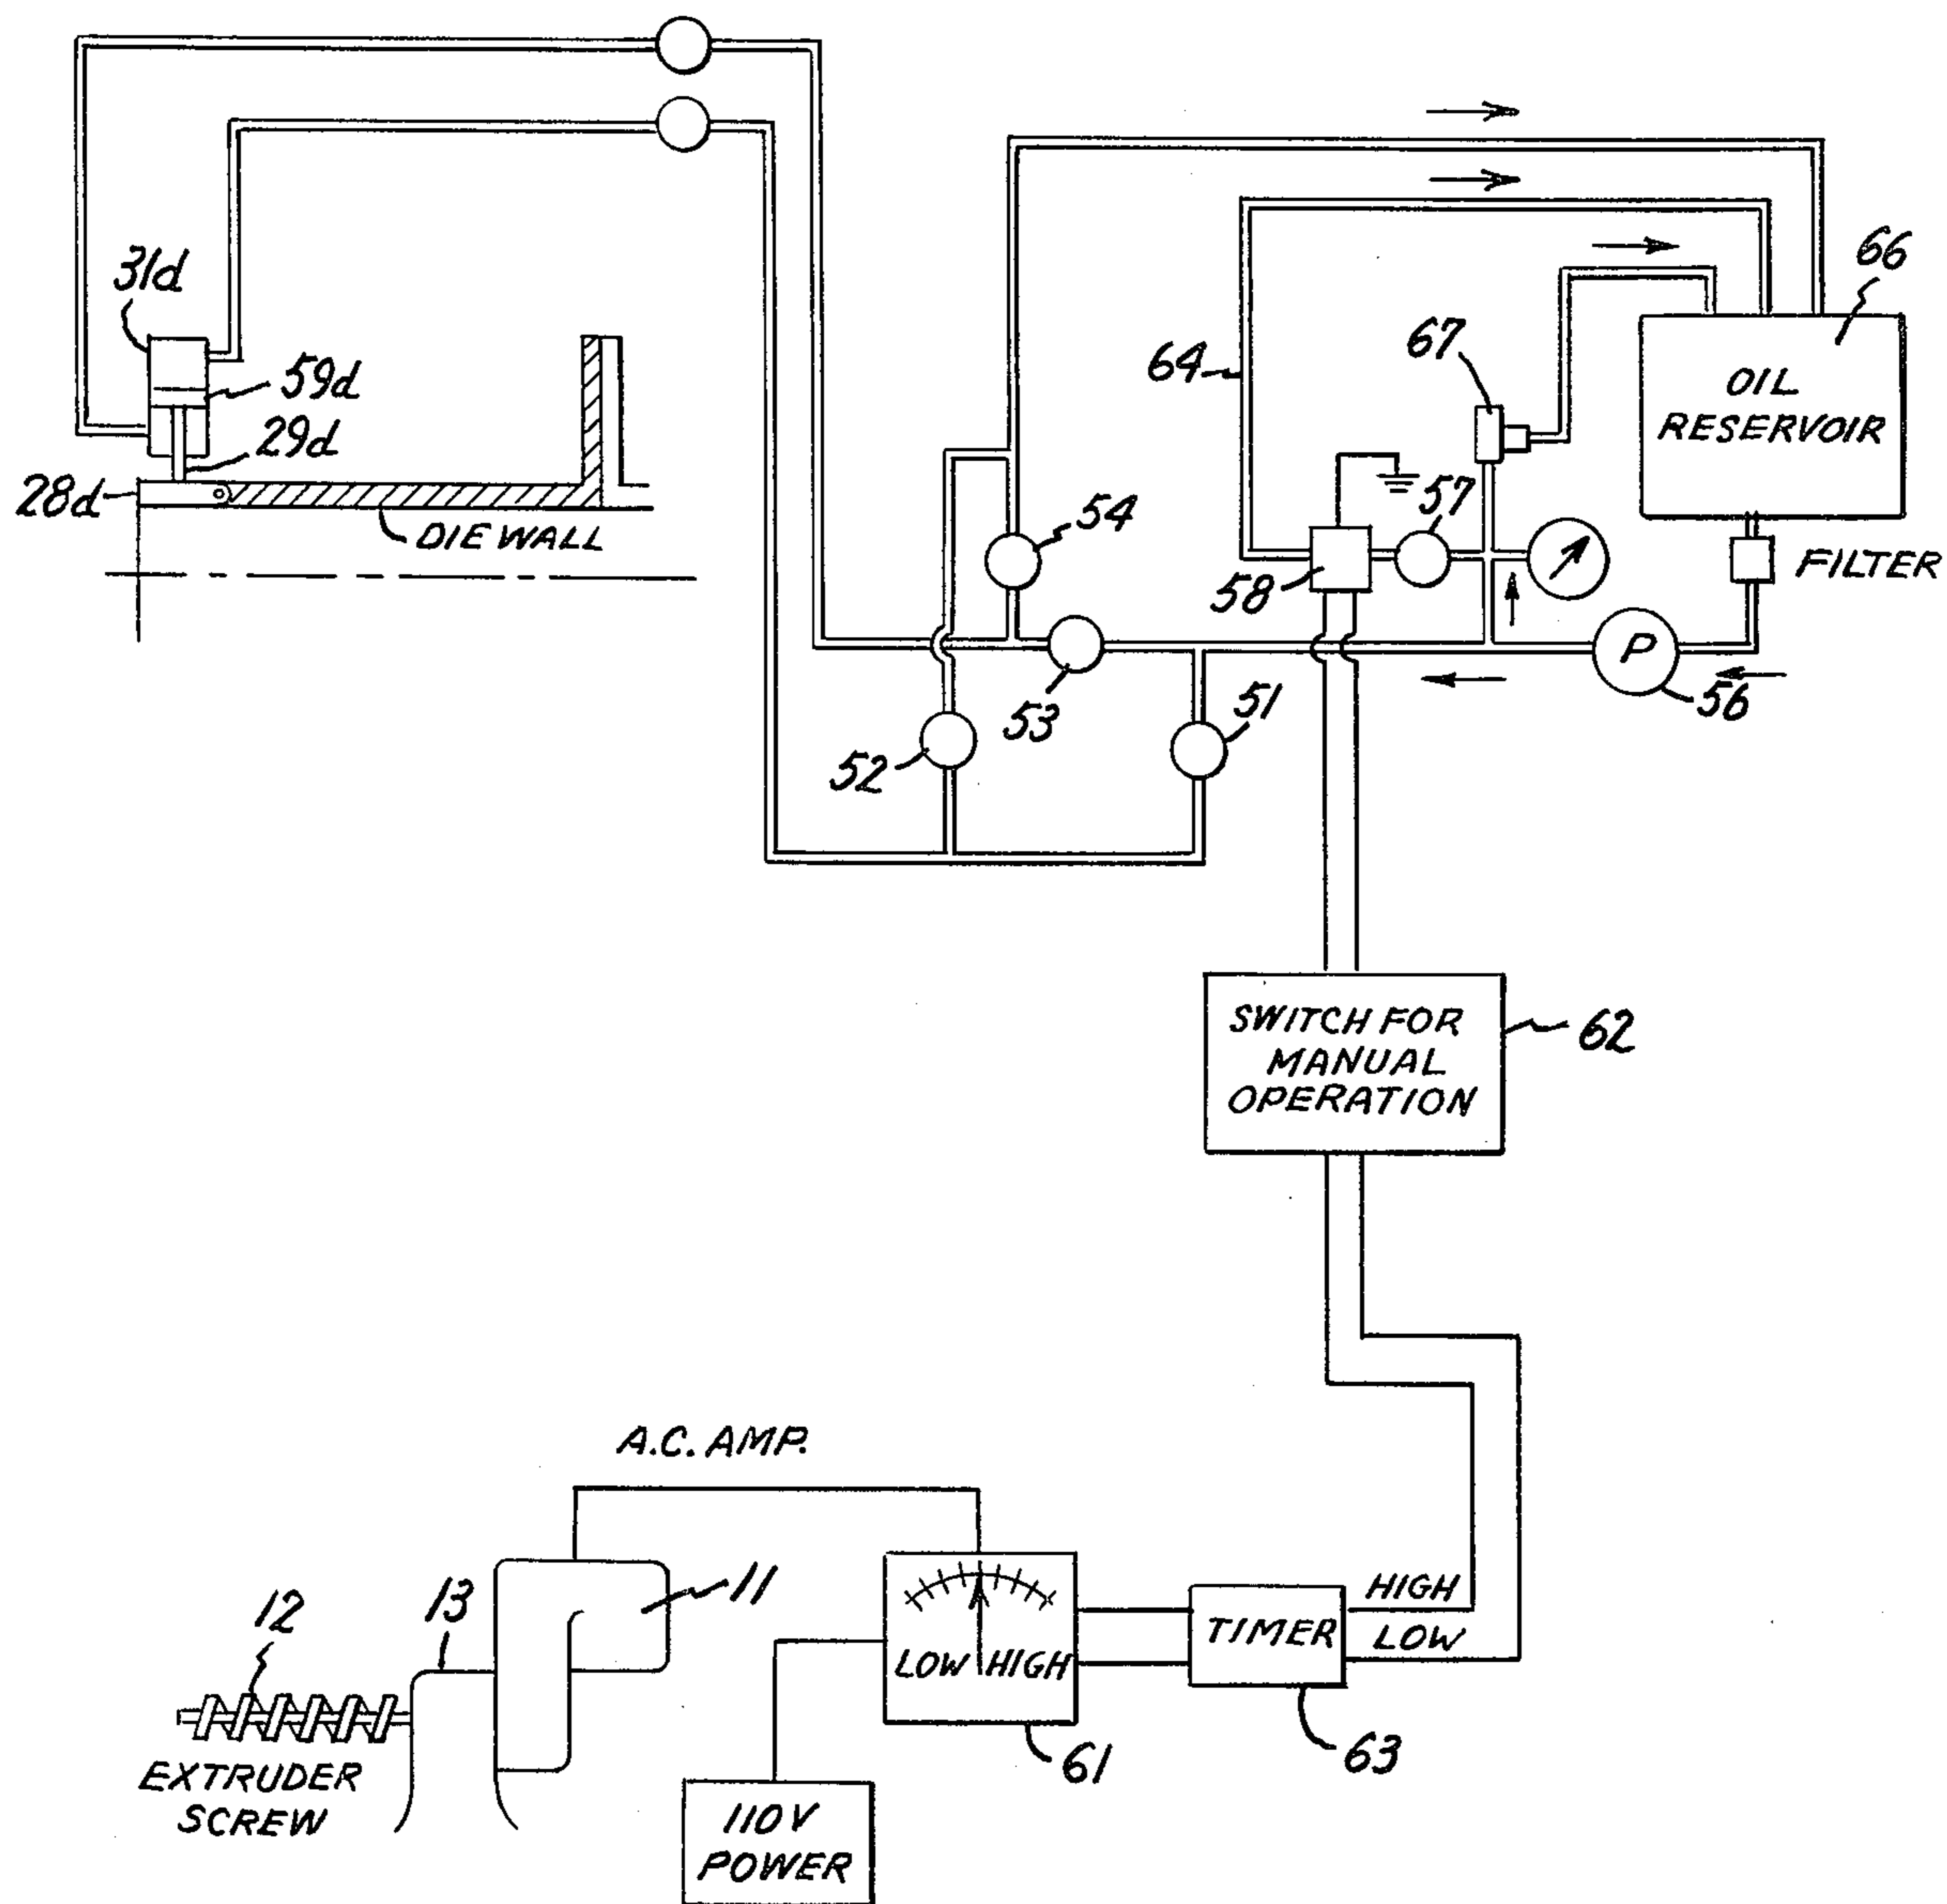 66
31d
67
64
OIL
RESERVOIR
59d
29d
57
28d
54
DIE WALL
FILTER
58
P
53
51
56
52
SWITCH FOR
MANUAL
OPERATION
62
A.C. AMP.
11
13
12
HIGH
TIMER
LOW
LOW HIGH
61
63
EXTRUDER
SCREW
110V
POWER